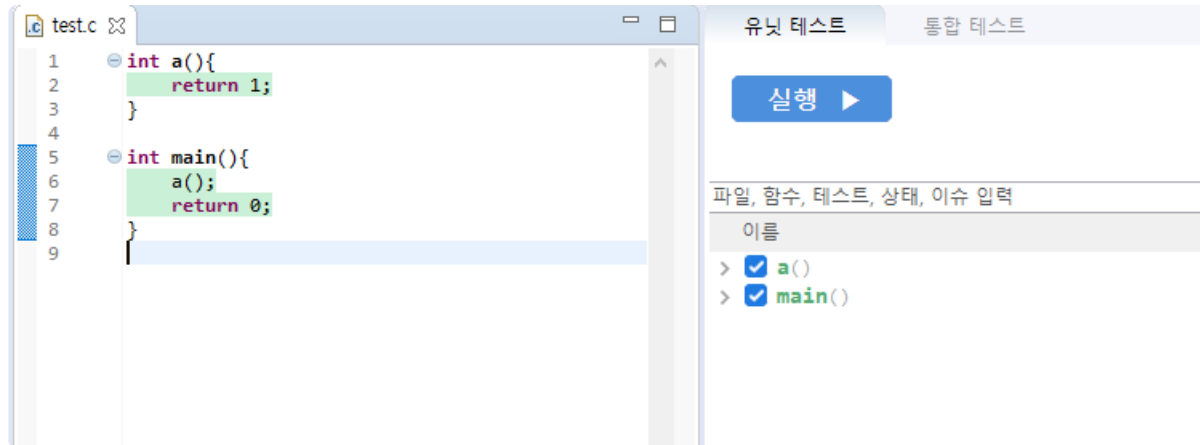 test.c
1 int a(){
2 return 1;
3 }
4
5 int main(){
6 a();
7 return 0;
8 }
9
유닛 테스트
통합 테스트
실행
파일, 함수, 테스트, 상태, 이슈 입력
이름
a()
main()